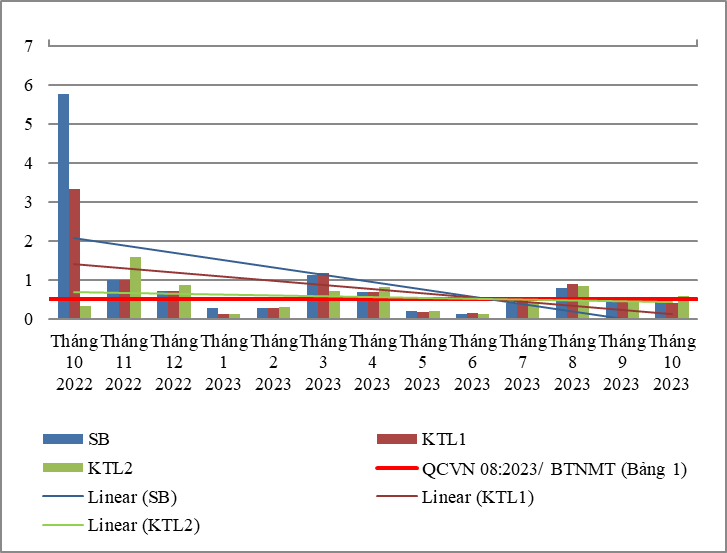 7
6
5
4
3
2
1
0
Tháng Tháng Tháng Tháng Tháng Tháng Tháng Tháng Tháng Tháng Tháng Tháng Tháng
10 11 12 1 2 3 4 5 6 7 8 9 10
2022 2022 2022 2023 2023 2023 2023 2023 2023 2023 2023 2023 2023
SB KTL1
KTL2 QCVN 08:2023/ BTNMT (Bảng 1)
Linear (SB) Linear (KTL1)
Linear (KTL2)